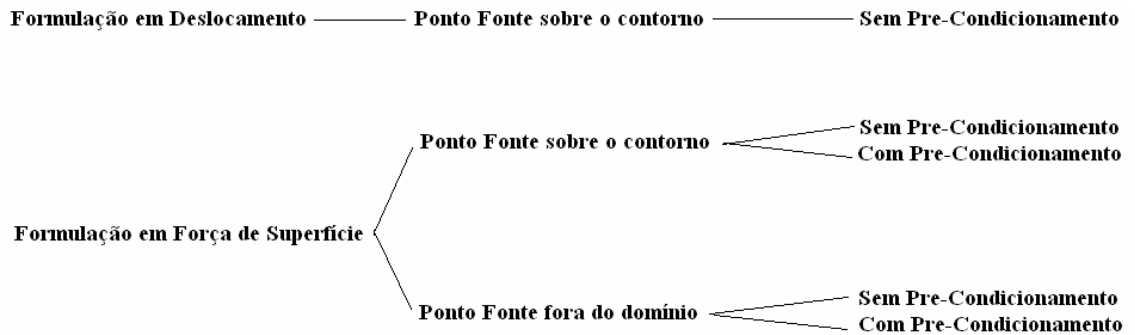 Formulação em Deslocamento
Ponto Fonte sobre o contorno
Sem Pre-Condicionamento
Ponto Fonte sobre o contorno
Sem Pre-Condicionamento
Com Pre-Condicionamento
Formulação em Força de Superfície
Ponto Fonte fora do domínio
Sem Pre-Condicionamento
Com Pre-Condicionamento